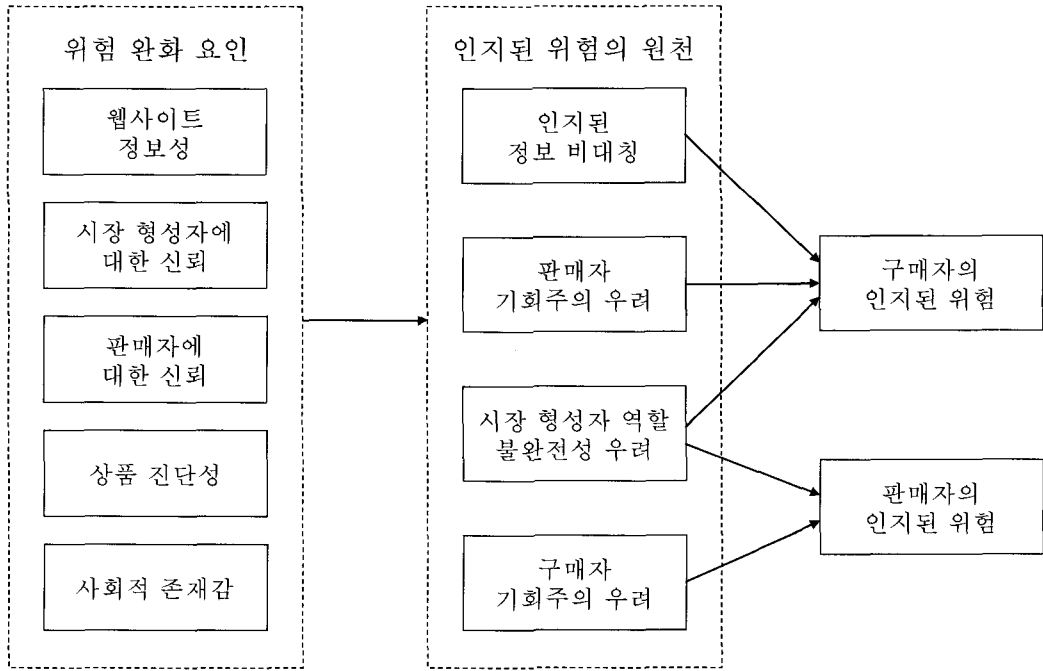 위험 완화 요인
웹사이트
정보성
시장 형성자에
대한 신뢰
판매자에
대한 신뢰
상품 진단성
사회적 존재감
인지된 위험의 원천
인지된
정보 비대칭
판매자
기회주의 우려
시장 형성자 역할
불완전성 우려
구매자
기회주의 우려
구매자의
인지된 위험
판매자의
인지된 위험